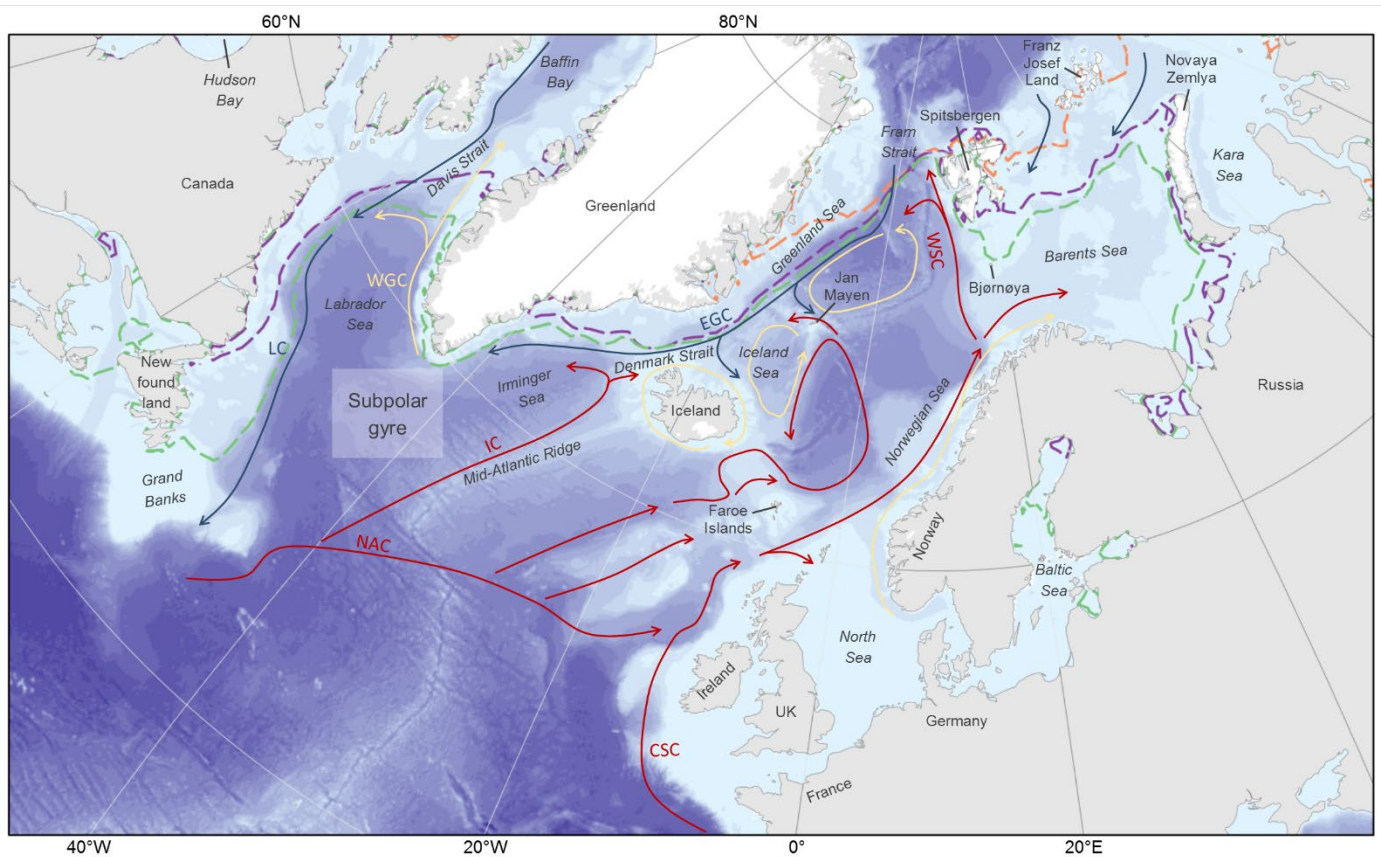 60°N
80°N
Hudson
Bay
Baffin
Bay
Franz
Josef
Land
Novaya
Zemlya
Spitsbergen
Fram
Strait
Kara
Sea
Davis Strait
Canada
Greenland
Greenland Sea
WSC
Barents Sea
Bjørnøya
WGC
Jan
Mayen
Labrador
Sea
EGC
LC
Denmark Strait
Iceland
Sea
New
found
land
Irminger
Sea
Subpolar
gyre
Iceland
Norwegian Sea
Russia
IC
Mid-Atlantic Ridge
Grand
Banks
Faroe
Islands
Norway
NAC
Baltic
Sea
North
Sea
Ireland
UK
Germany
CSC
France
40°W
20°W
0°
20°E